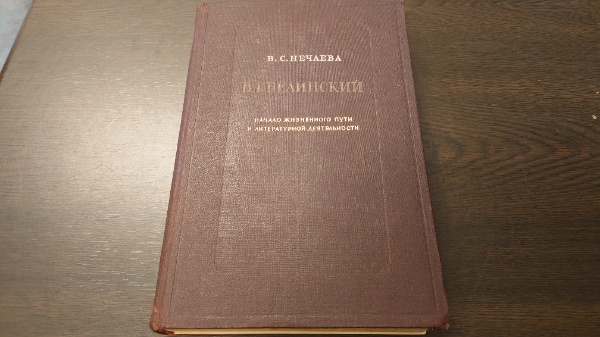 В. С. НЕЧАЕВА
В. Г. БЕЛИНСКИЙ
НАЧАЛО ЖИЗНЕННОГО ПУТИ
И ЛИТЕРАТУРНОЙ ДЕЯТЕЛЬНОСТИ